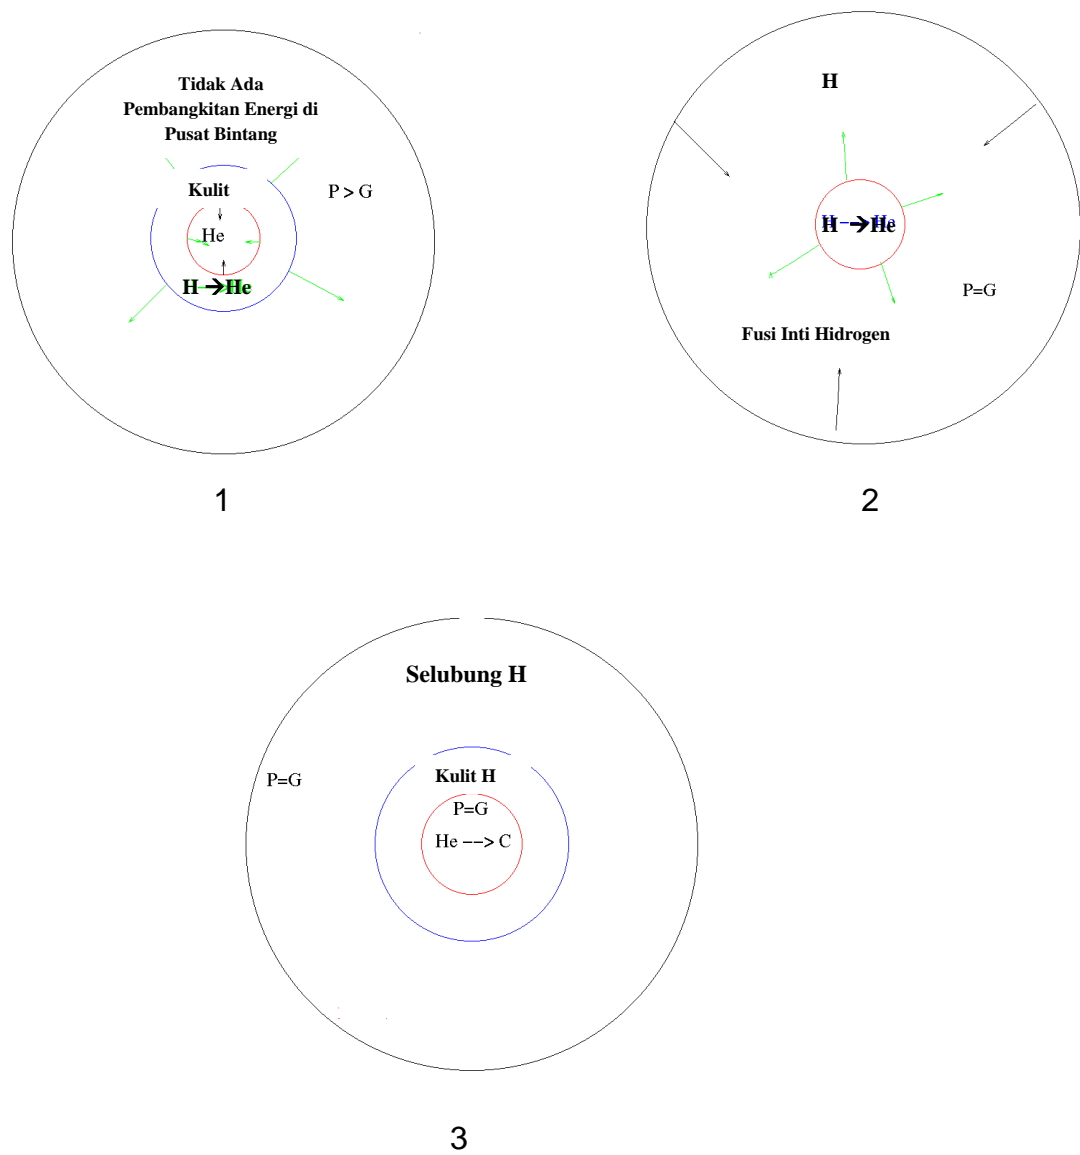 Tidak Ada
Pembangkitan Energi di
Pusat Bintang
Kulit
P > G
He
H → He
1
H
H → He
P=G
Fusi Inti Hidrogen
2
Selubung H
P=G
Kulit H
P=G
He --> C
3